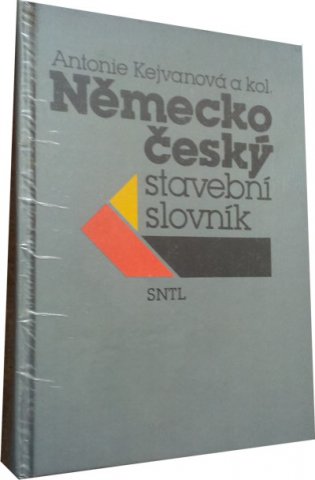 Antonie Kejvanová a kol.
Německo
český
stavební
slovník
SNTL